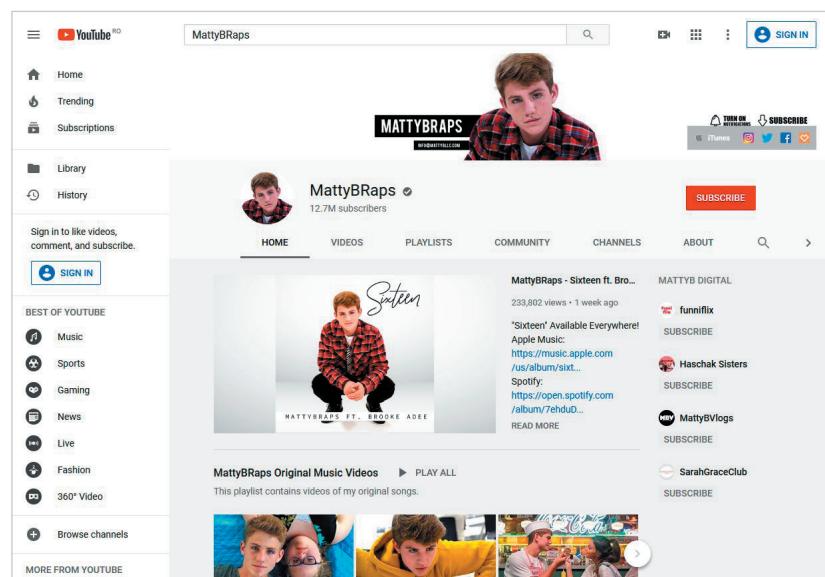 YouTube RO
MattyBRaps
SIGN IN
Home
Trending
Subscriptions
Library
History
Sign in to like videos,
comment, and subscribe.
SIGN IN
BEST OF YOUTUBE
Music
Sports
Gaming
News
Live
Fashion
360° Video
Browse channels
MORE FROM YOUTUBE
MATTYBRAPS
INFO@MATTYBLLC.COM
TURN ON
NOTIFICATIONS
SUBSCRIBE
iTunes
MattyBRaps
12.7M subscribers
SUBSCRIBE
HOME VIDEOS PLAYLISTS COMMUNITY CHANNELS ABOUT
Sixteen
MATTYBRAPS FT. BROOKE ADEE
MattyBRaps - Sixteen ft. Bro...
233,802 views • 1 week ago
"Sixteen" Available Everywhere!
Apple Music:
https://music.apple.com
/us/album/sixt...
Spotify:
https://open.spotify.com
/album/7ehduD...
READ MORE
MATTYB DIGITAL
funniflix
SUBSCRIBE
Haschak Sisters
SUBSCRIBE
MBV
MattyBVlogs
SUBSCRIBE
SarahGraceClub
SUBSCRIBE
MattyBRaps Original Music Videos PLAY ALL
This playlist contains videos of my original songs.